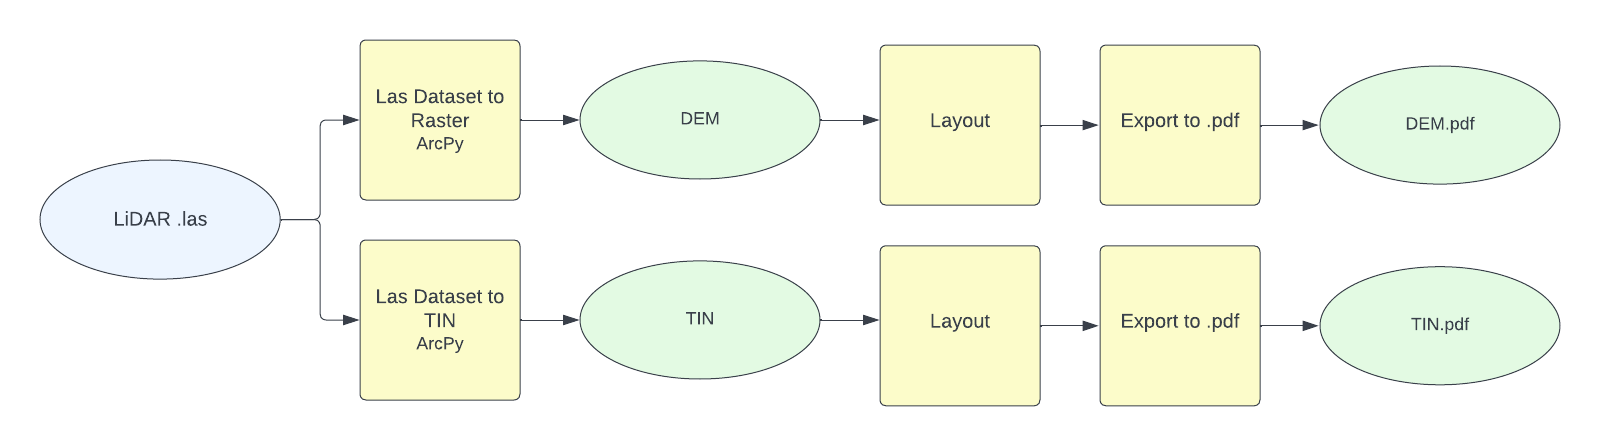 LiDAR .las
Las Dataset to
Raster
ArcPy
DEM
Layout
Export to .pdf
DEM.pdf
Las Dataset to
TIN
ArcPy
TIN
Layout
Export to .pdf
TIN.pdf